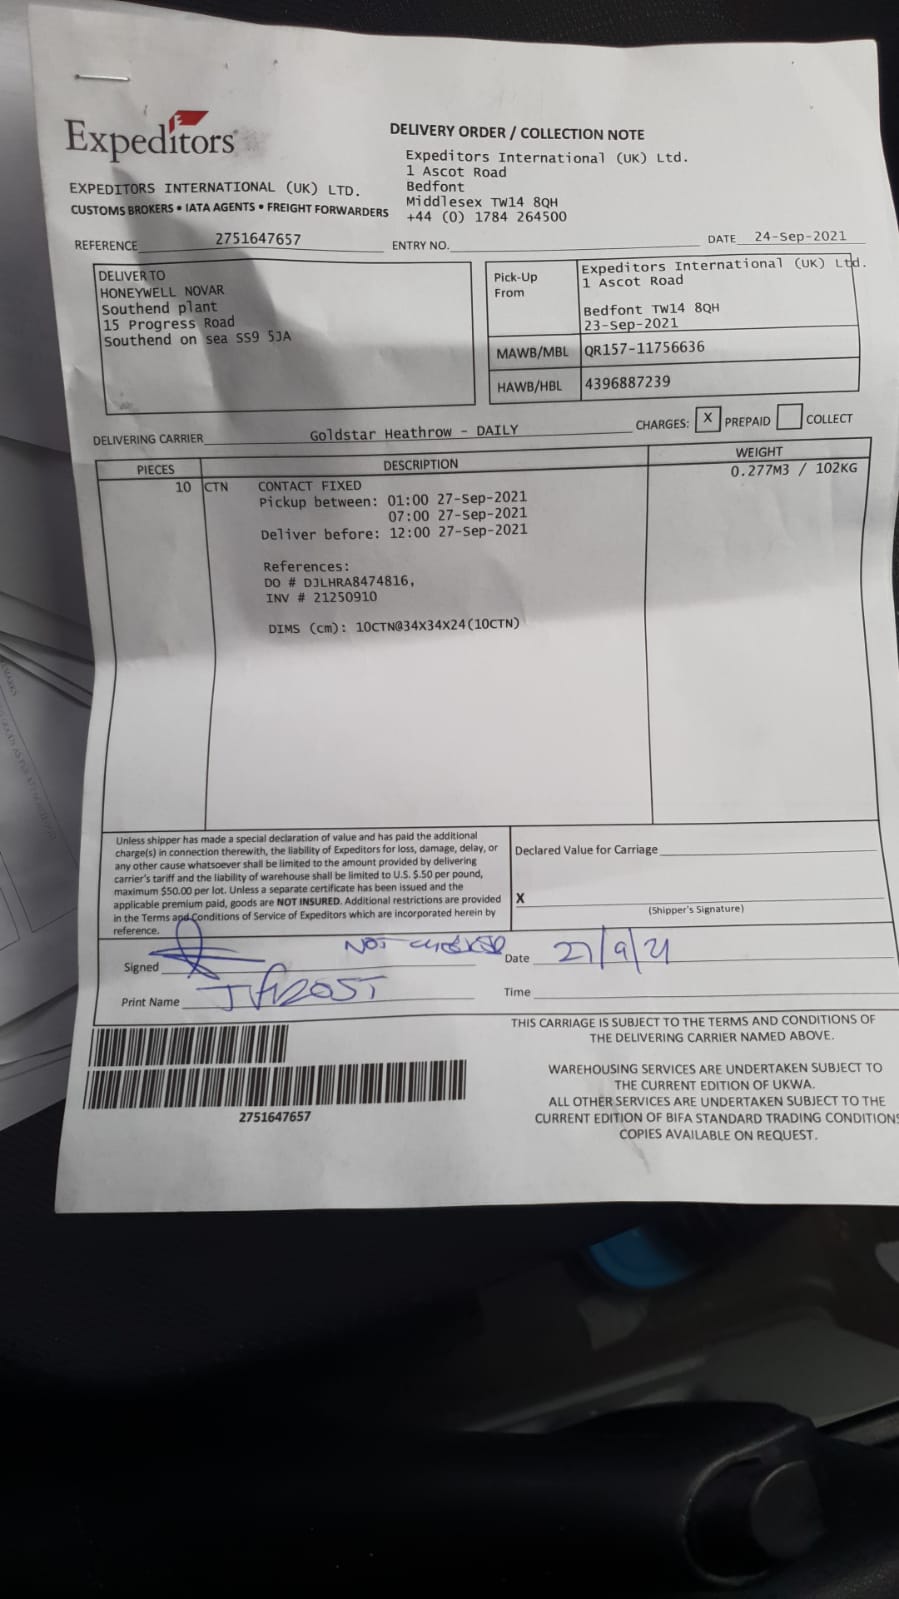 Expeditors
EXPEDITORS INTERNATIONAL (UK) LTD.
CUSTOMS BROKERS • IATA AGENTS • FREIGHT FORWARDERS
DELIVERY ORDER / COLLECTION NOTE
Expeditors International (UK) Ltd.
1 Ascot Road
Bedfont
Middlesex TW14 8QH
+44 (0) 1784 264500
REFERENCE 2751647657
ENTRY NO.
DATE 24-Sep-2021
DELIVER TO
HONEYWELL NOVAR
Southend plant
15 Progress Road
Southend on sea SS9 5JA
Pick-Up
From
Expeditors International (UK) Ltd.
1 Ascot Road
Bedfont TW14 8QH
23-Sep-2021
MAWB/MBL QR157-11756636
HAWB/HBL 4396887239
DELIVERING CARRIER Goldstar Heathrow - DAILY
CHARGES: X PREPAID COLLECT
PIECES DESCRIPTION WEIGHT
10 CTN CONTACT FIXED 0.277M3 / 102KG
Pickup between: 01:00 27-Sep-2021
07:00 27-Sep-2021
Deliver before: 12:00 27-Sep-2021
References:
DO # DJLHRA8474816,
INV # 21250910
DIMS (cm): 10CTN@34X34X24(10CTN)
Unless shipper has made a special declaration of value and has paid the additional
charge(s) in connection therewith, the liability of Expeditors for loss, damage, delay, or
any other cause whatsoever shall be limited to the amount provided by delivering
carrier's tariff and the liability of warehouse shall be limited to U.S. $.50 per pound,
maximum $50.00 per lot. Unless a separate certificate has been issued and the
applicable premium paid, goods are NOT INSURED. Additional restrictions are provided
in the Terms and Conditions of Service of Expeditors which are incorporated herein by
reference.
Declared Value for Carriage
X
(Shipper's Signature)
Signed NOT CHECKED
Date 27/9/21
Print Name J FROST
Time
2751647657
THIS CARRIAGE IS SUBJECT TO THE TERMS AND CONDITIONS OF
THE DELIVERING CARRIER NAMED ABOVE.
WAREHOUSING SERVICES ARE UNDERTAKEN SUBJECT TO
THE CURRENT EDITION OF UKWA.
ALL OTHER SERVICES ARE UNDERTAKEN SUBJECT TO THE
CURRENT EDITION OF BIFA STANDARD TRADING CONDITIONS
COPIES AVAILABLE ON REQUEST.